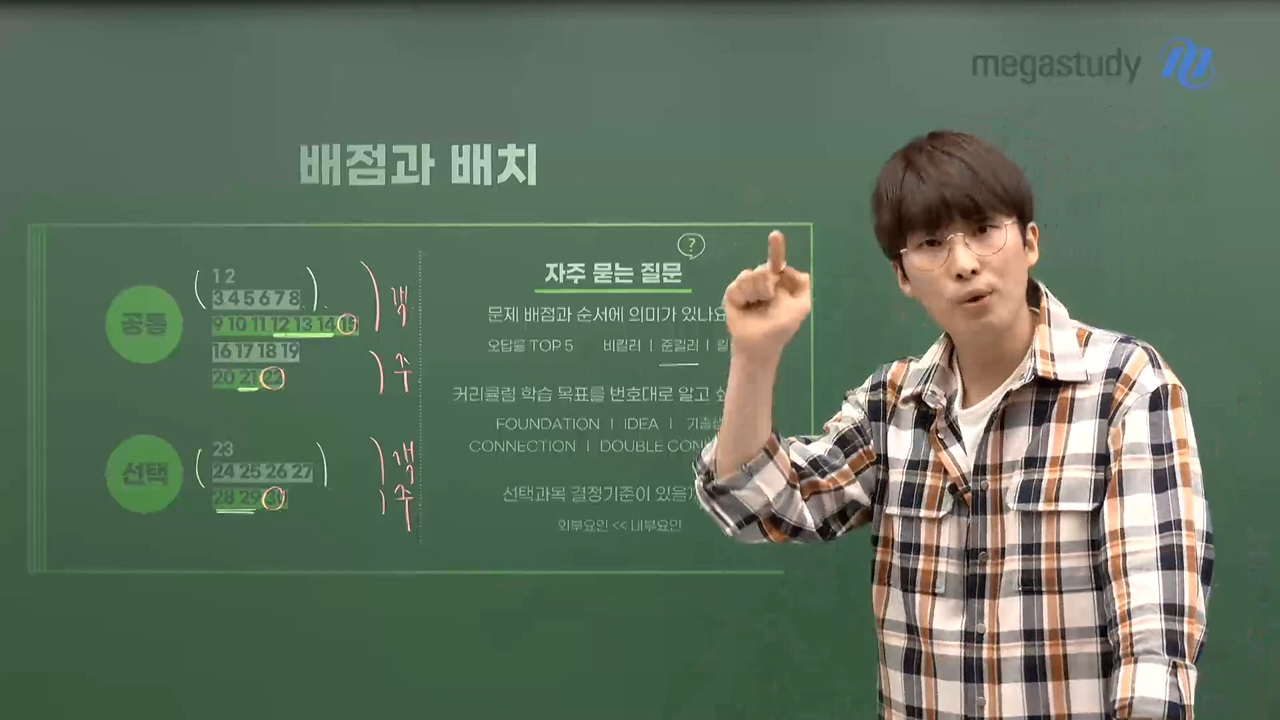 megastudy
배점과 배치
?
자주 묻는 질문
공통
1 2
3 4 5 6 7 8
9 10 11 12 13 14 15
16 17 18 19
20 21 22
객
주
문제 배점과 순서에 의미가 있나요
오답률 TOP 5 비킬러 | 준킬러 |
커리큘럼 학습 목표를 번호대로 알고
FOUNDATION | IDEA |
CONNECTION | DOUBLE
선택
23
24 25 26 27
28 29 30
객
주
선택과목 결정기준이 있을
외부요인 << 내부요인